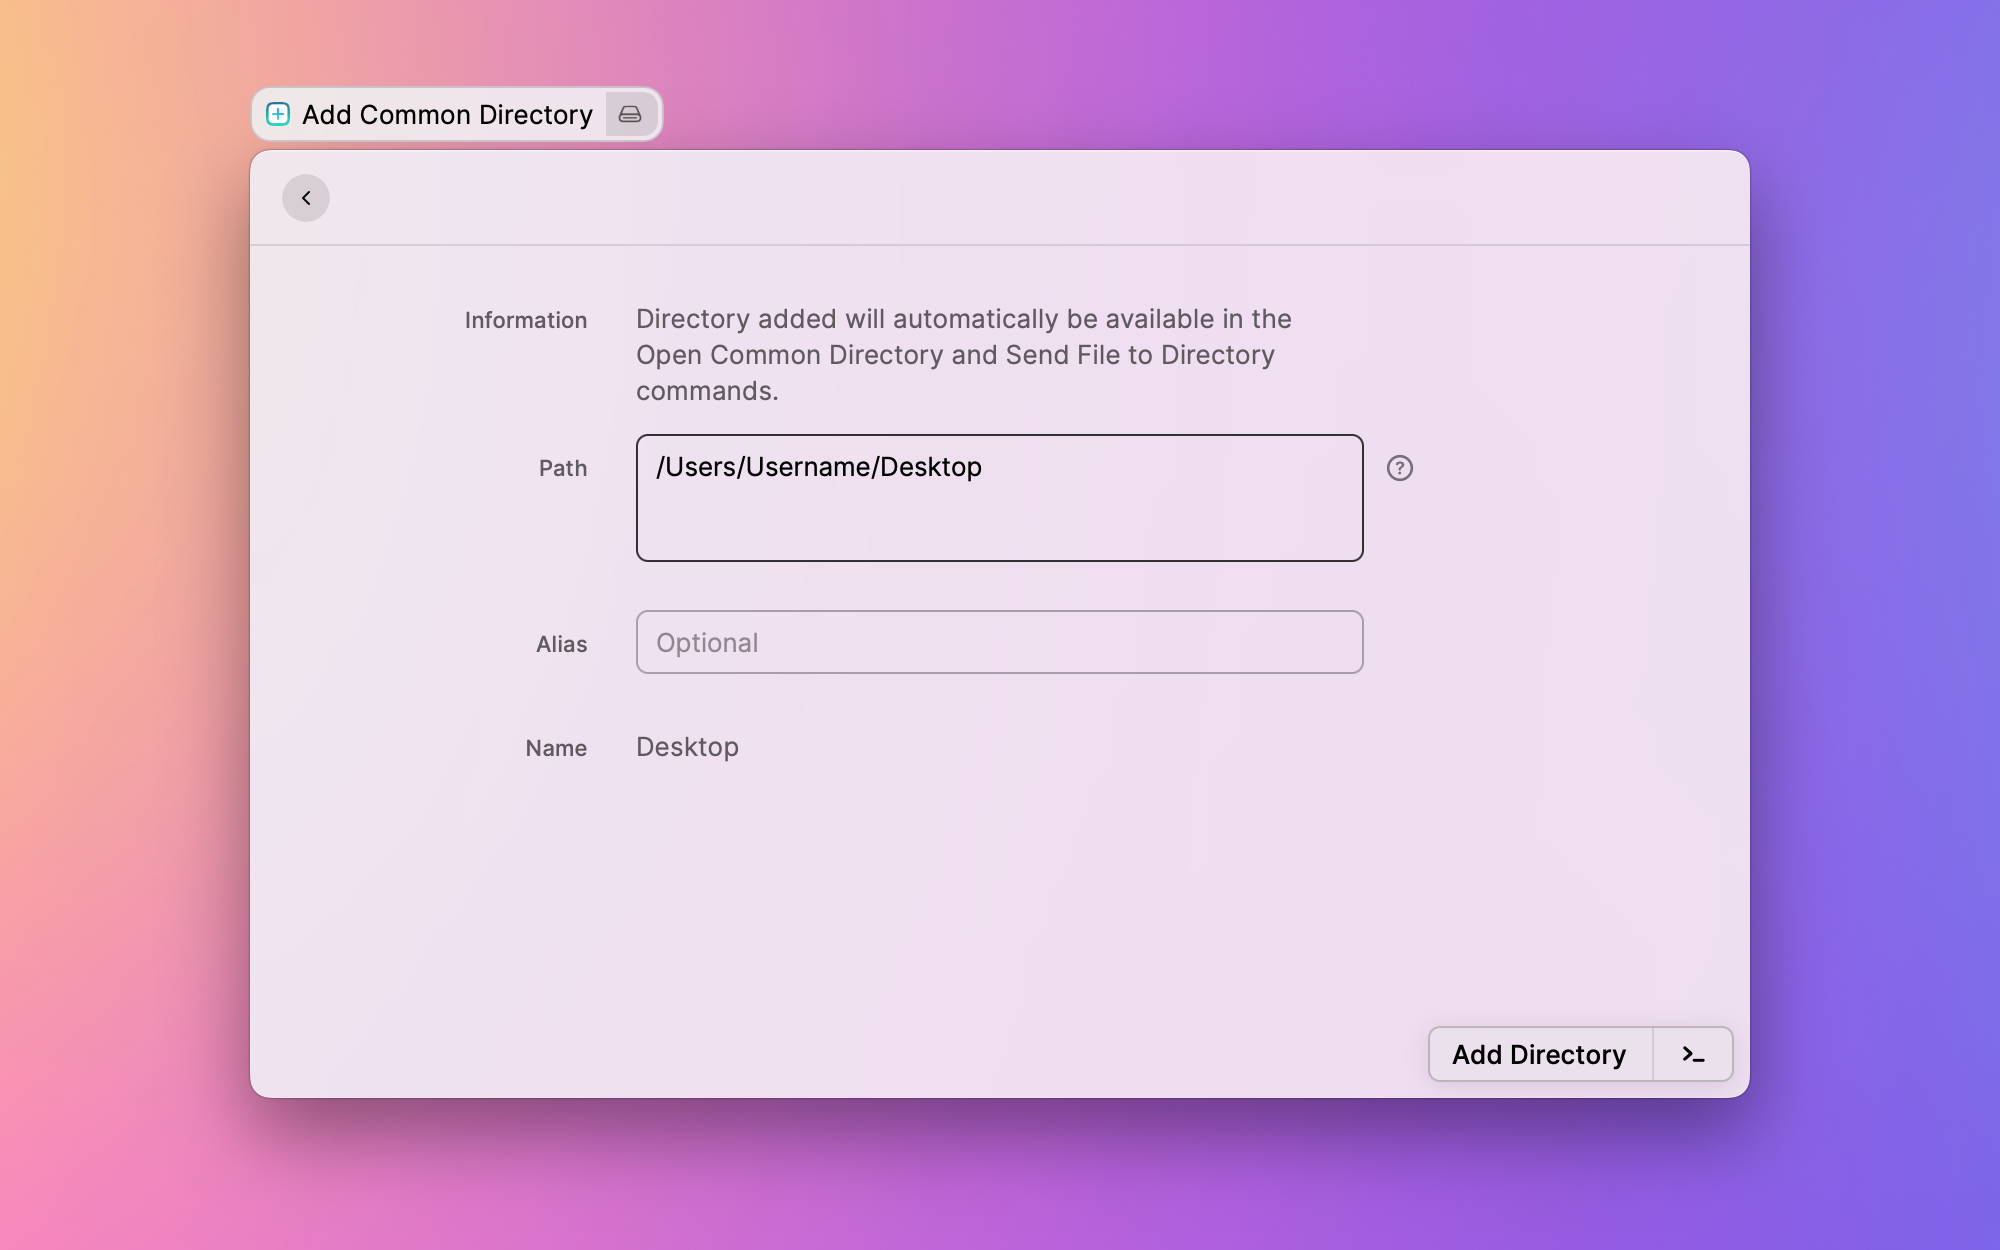 Add Common Directory
Information
Directory added will automatically be available in the
Open Common Directory and Send File to Directory
commands.
Path
/Users/Username/Desktop
?
Alias
Optional
Name
Desktop
Add Directory
>_